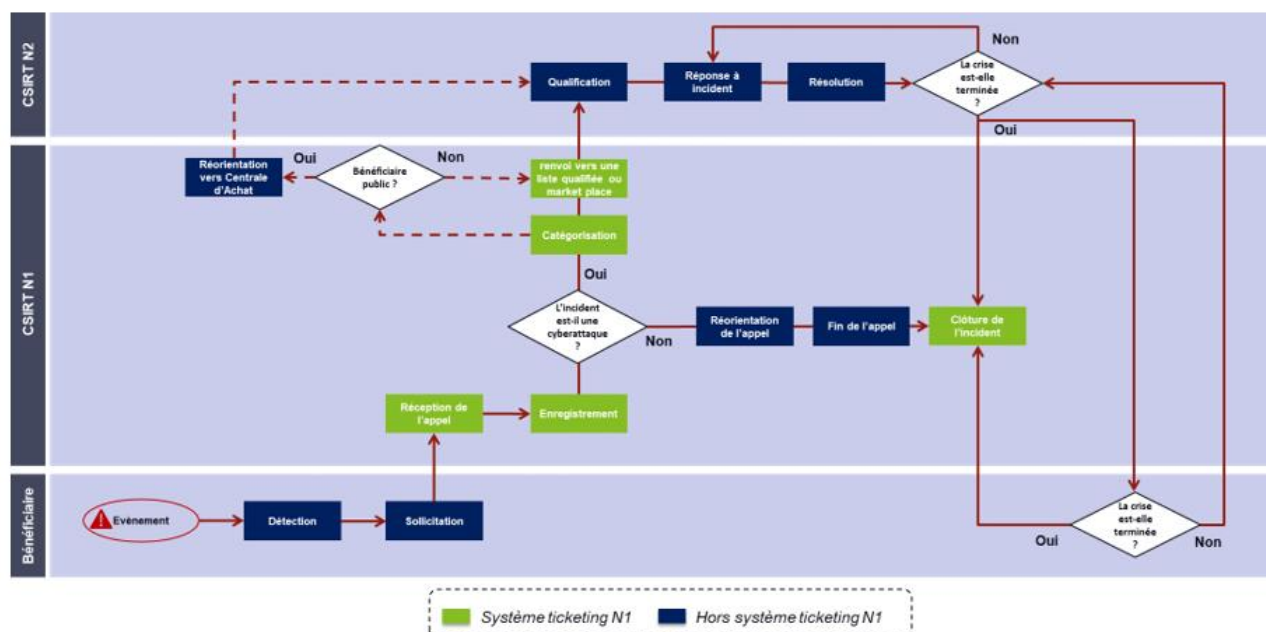 CSIRT N2
Non
Qualification
Réponse à
incident
Résolution
La crise
est-elle
terminée
?
Oui
CSIRT N1
Réorientation
vers Centrale
d'Achat
Oui
Bénéficiaire
public ?
Non
renvoi vers une
liste qualifiée ou
market place
Catégorisation
Oui
L'incident
est-il une
cyberattaque
?
Non
Réorientation
de l'appel
Fin de l'appel
Clôture de
l'incident
Réception de
l'appel
Enregistrement
Bénéficiaire
Evénement
Détection
Sollicitation
La crise
est-elle
terminée
?
Oui
Non
Système ticketing N1
Hors système ticketing N1